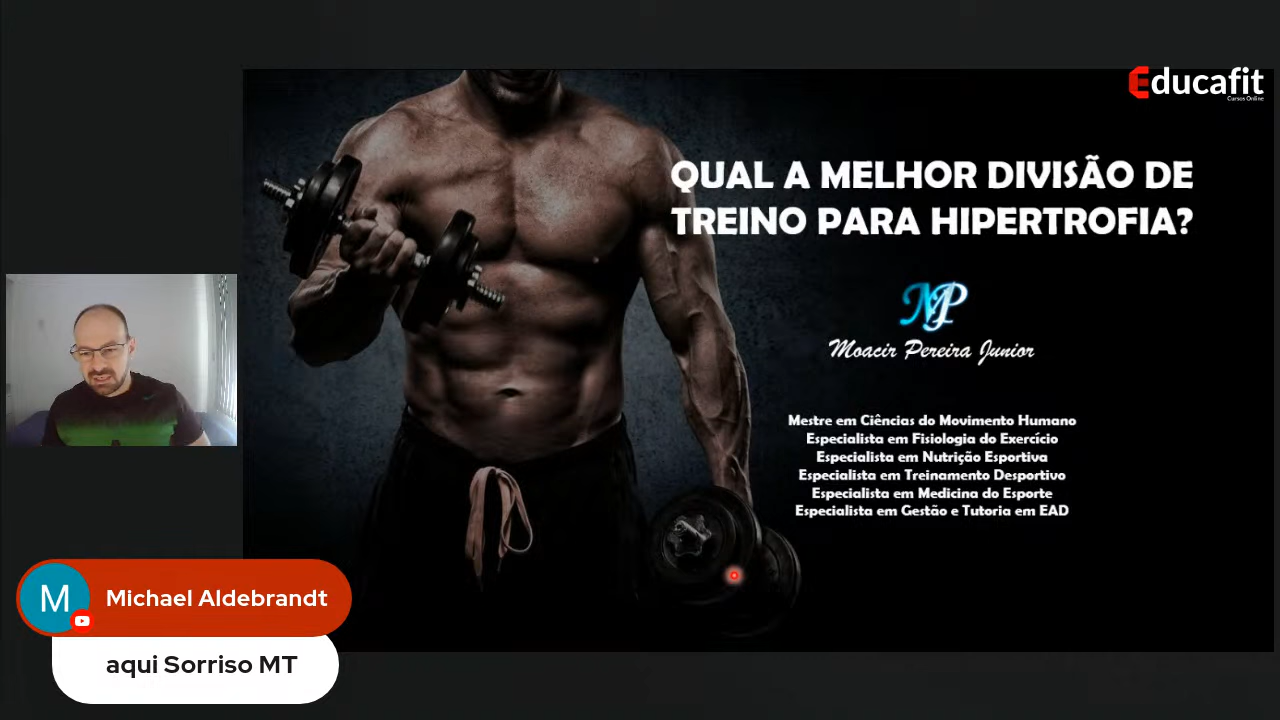 Educafit
Cursos Online
QUAL A MELHOR DIVISÃO DE
TREINO PARA HIPERTROFIA?
MPJ
Moacir Pereira Junior
Mestre em Ciências do Movimento Humano
Especialista em Fisiologia do Exercício
Especialista em Nutrição Esportiva
Especialista em Treinamento Desportivo
Especialista em Medicina do Esporte
Especialista em Gestão e Tutoria em EAD
M
Michael Aldebrandt
aqui Sorriso MT